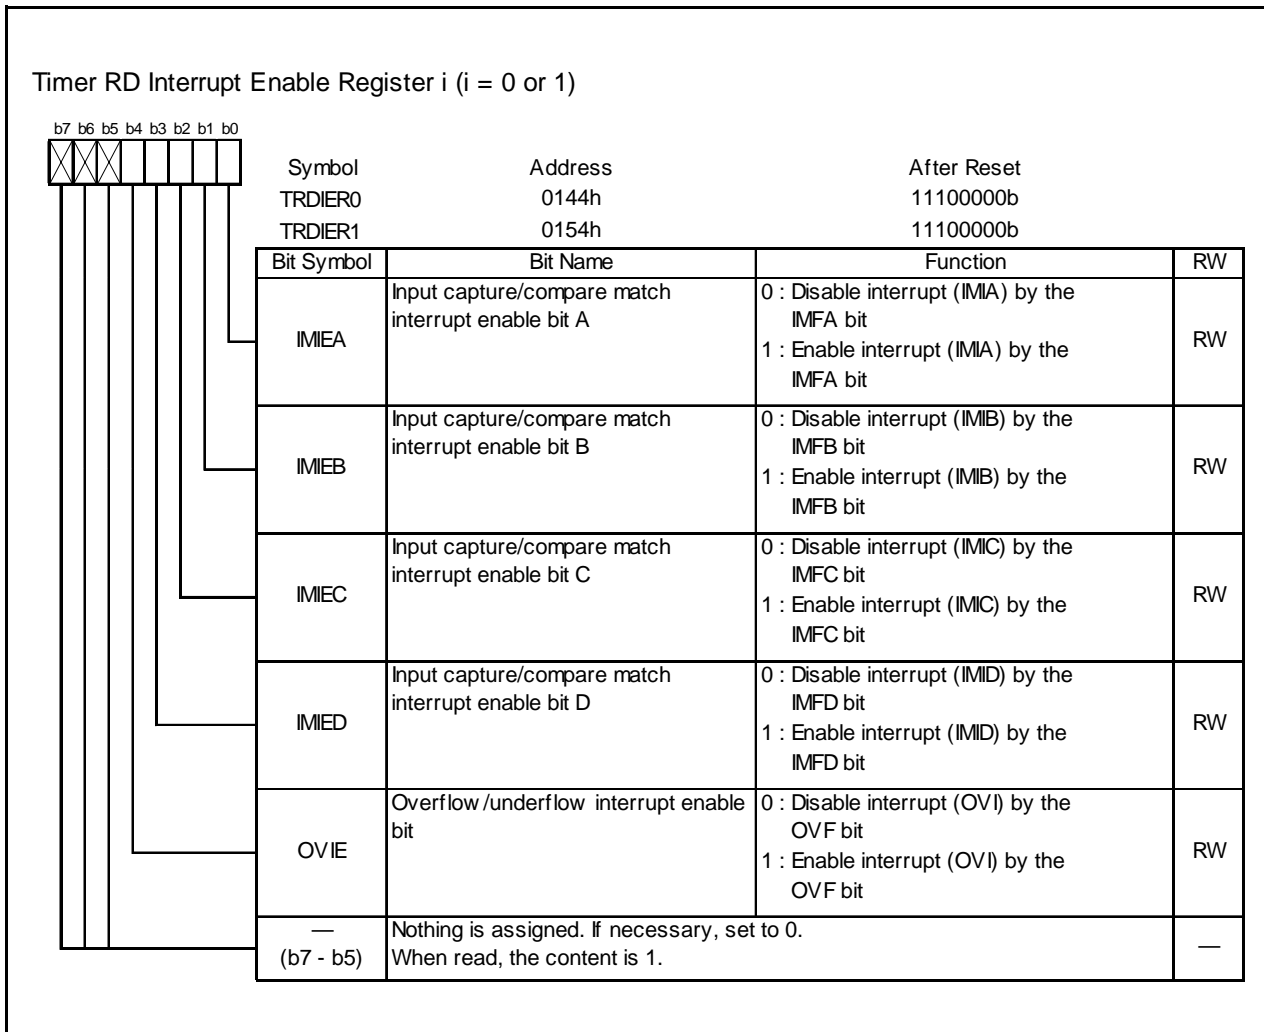 Timer RD Interrupt Enable Register i (i = 0 or 1)
b7 b6 b5 b4 b3 b2 b1 b0
Symbol Address After Reset
TRDIER0 0144h 11100000b
TRDIER1 0154h 11100000b
Bit Symbol Bit Name Function RW
IMIEA
Input capture/compare match
interrupt enable bit A
0 : Disable interrupt (IMIA) by the
IMFA bit
1 : Enable interrupt (IMIA) by the
IMFA bit
RW
IMIEB
Input capture/compare match
interrupt enable bit B
0 : Disable interrupt (IMIB) by the
IMFB bit
1 : Enable interrupt (IMIB) by the
IMFB bit
RW
IMIEC
Input capture/compare match
interrupt enable bit C
0 : Disable interrupt (IMIC) by the
IMFC bit
1 : Enable interrupt (IMIC) by the
IMFC bit
RW
IMIED
Input capture/compare match
interrupt enable bit D
0 : Disable interrupt (IMID) by the
IMFD bit
1 : Enable interrupt (IMID) by the
IMFD bit
RW
OVIE
Overflow/underflow interrupt enable
bit
0 : Disable interrupt (OVI) by the
OVF bit
1 : Enable interrupt (OVI) by the
OVF bit
RW
—
(b7 - b5)
Nothing is assigned. If necessary, set to 0.
When read, the content is 1.
—